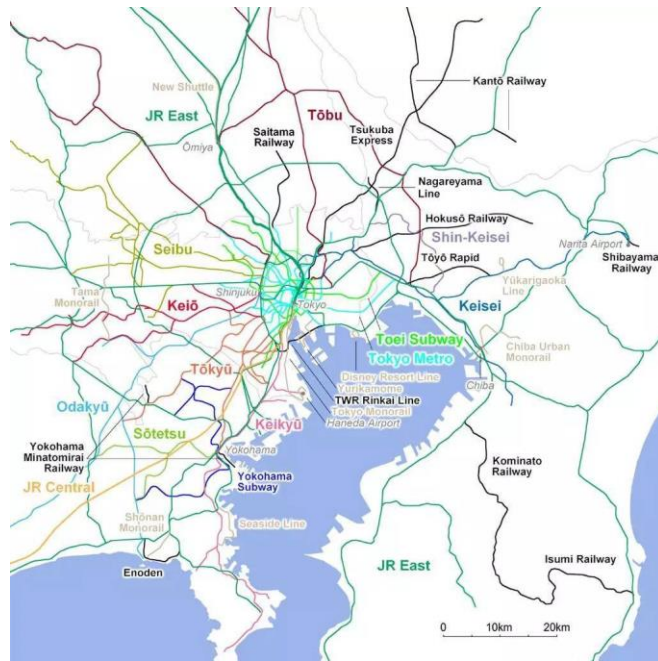 Kantō Railway
New Shuttle
JR East
Tōbu
Saitama
Railway
Tsukuba
Express
Ōmiya
Nagareyama
Line
Hokusō Railway
Shin-Keisei
Narita Airport
Shibayama
Railway
Seibu
Tōyō Rapid
Yūkarigaoka
Line
Tama
Monorail
Shinjuku
Tokyo
Keiō
Keisei
Toei Subway
Tokyo Metro
Chiba Urban
Monorail
Tōkyū
Disney Resort Line
Yurikamome
TWR Rinkai Line
Tokyo Monorail
Haneda Airport
Chiba
Odakyū
Keikyū
Sōtetsu
Yokohama
Minatomirai
Railway
Yokohama
Yokohama
Subway
Kominato
Railway
JR Central
Shōnan
Monorail
Seaside Line
Enoden
JR East
Isumi Railway
0 10km 20km